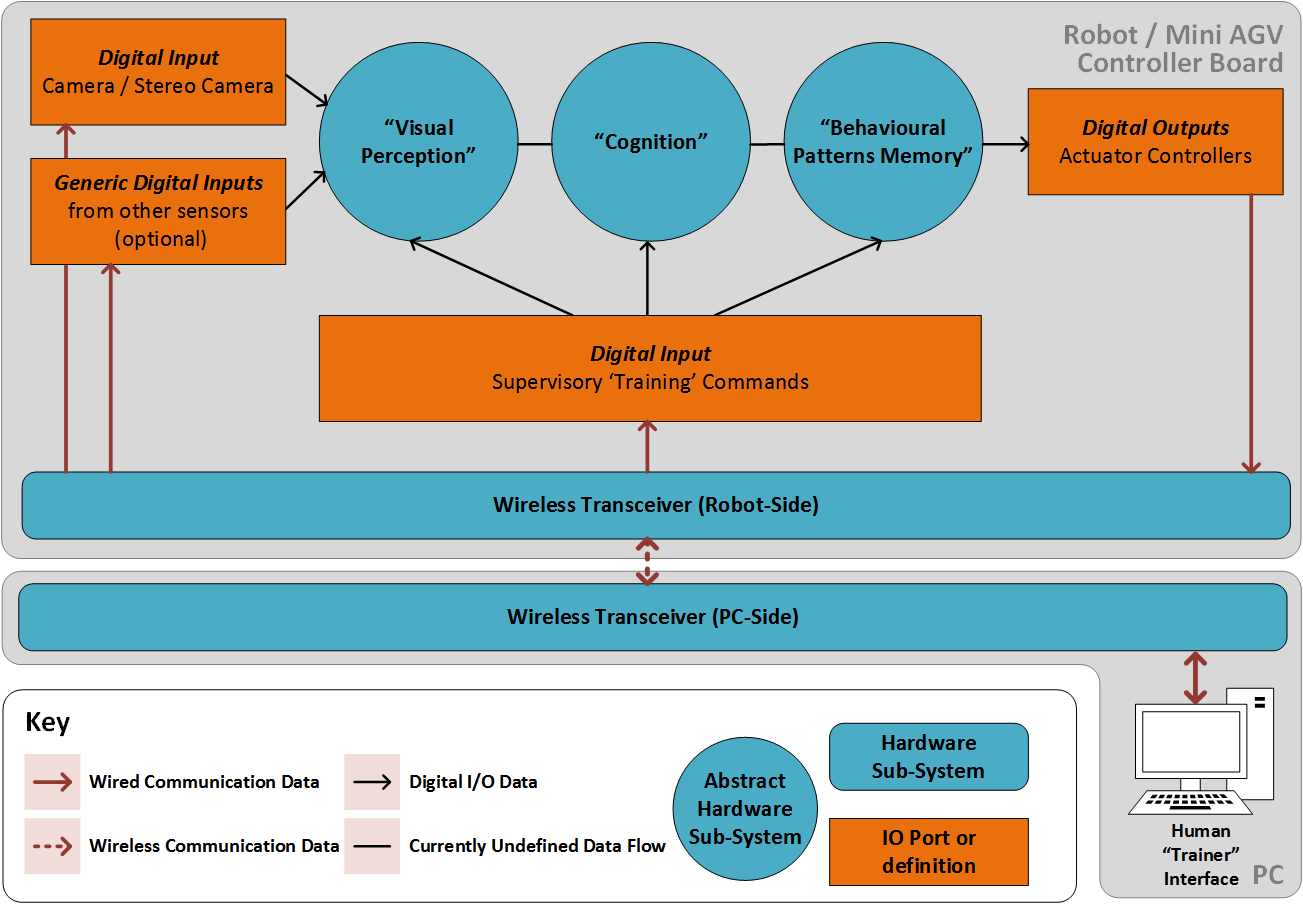 Robot / Mini AGV
Controller Board
Digital Input
Camera / Stereo Camera
Generic Digital Inputs
from other sensors
(optional)
“Visual
Perception”
“Cognition”
“Behavioural
Patterns Memory”
Digital Outputs
Actuator Controllers
Digital Input
Supervisory ‘Training’ Commands
Wireless Transceiver (Robot-Side)
Wireless Transceiver (PC-Side)
Key
Wired Communication Data
Wireless Communication Data
Digital I/O Data
Currently Undefined Data Flow
Abstract
Hardware
Sub-System
Hardware
Sub-System
IO Port or
definition
Human
“Trainer”
Interface
PC